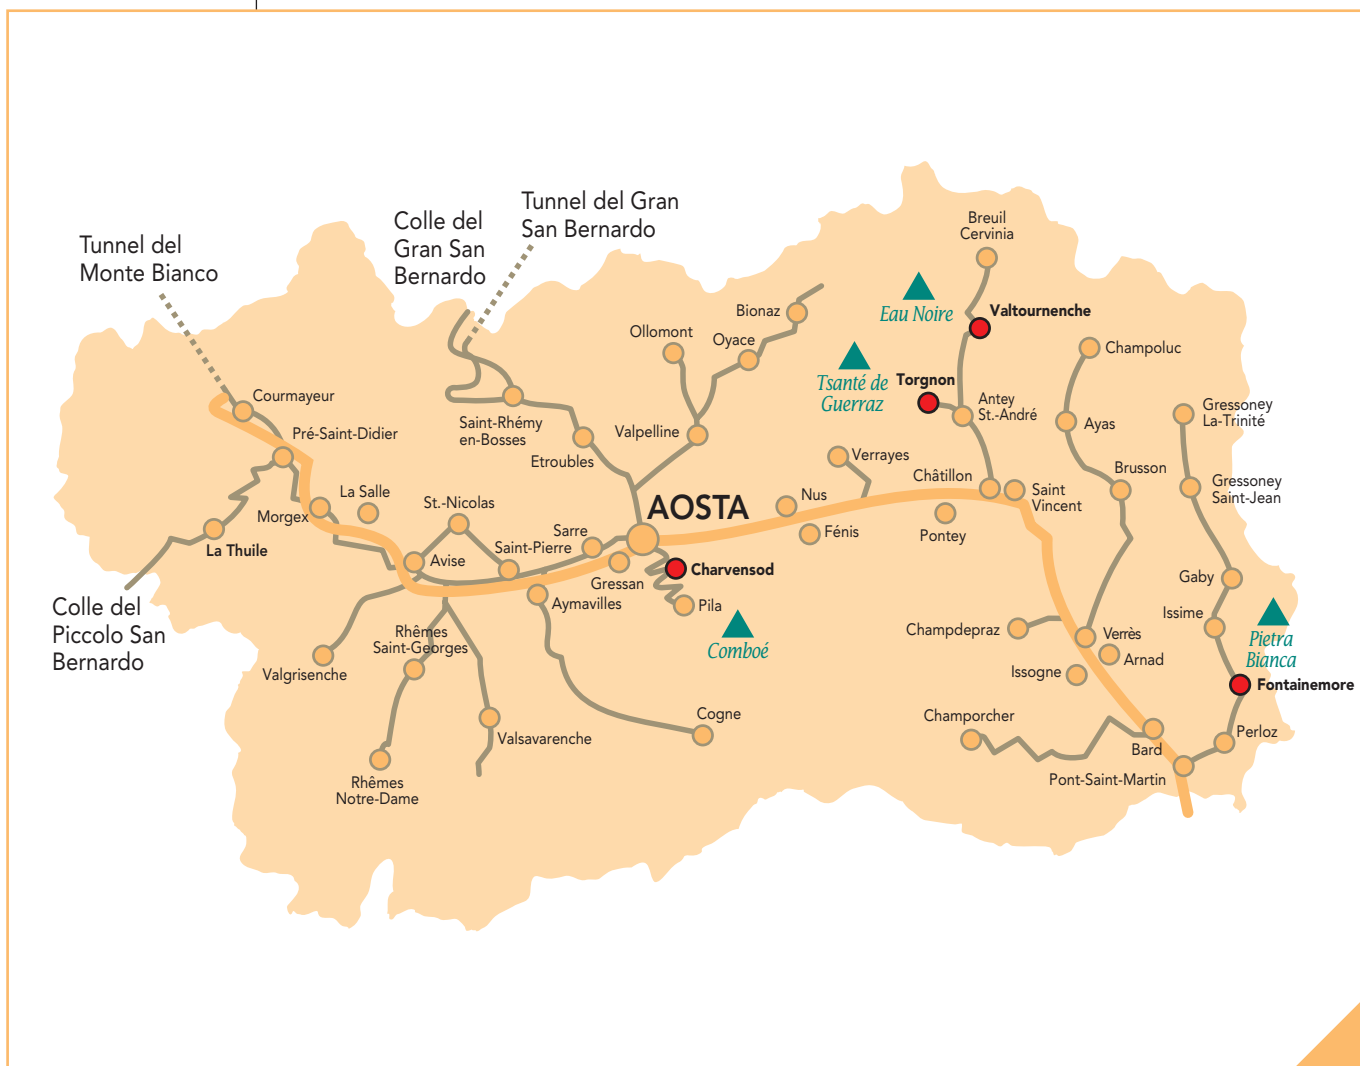 Tunnel del
Monte Bianco
Colle del
Gran San
Bernardo
Tunnel del Gran
San Bernardo
Breuil
Cervinia
Eau Noire
Valtournenche
Bionaz
Ollomont
Oyace
Champoluc
Tsanté de
Guerraz
Torgnon
Antey
St.-André
Courmayeur
Gressoney
La-Trinité
Pré-Saint-Didier
Saint-Rhémy
en-Bosses
Valpelline
Ayas
Etroubles
Verrayes
Châtillon
Brusson
Gressoney
Saint-Jean
La Salle
St.-Nicolas
AOSTA
Nus
Saint
Vincent
Morgex
Sarre
Fénis
Pontey
La Thuile
Saint-Pierre
Avise
Gressan
Charvensod
Gaby
Colle del
Piccolo San
Bernardo
Aymavilles
Pila
Issime
Rhêmes
Saint-Georges
Comboé
Champdepraz
Verrès
Arnad
Pietra
Bianca
Valgrisenche
Issogne
Fontainemore
Cogne
Champorcher
Valsavarenche
Bard
Perloz
Rhêmes
Notre-Dame
Pont-Saint-Martin